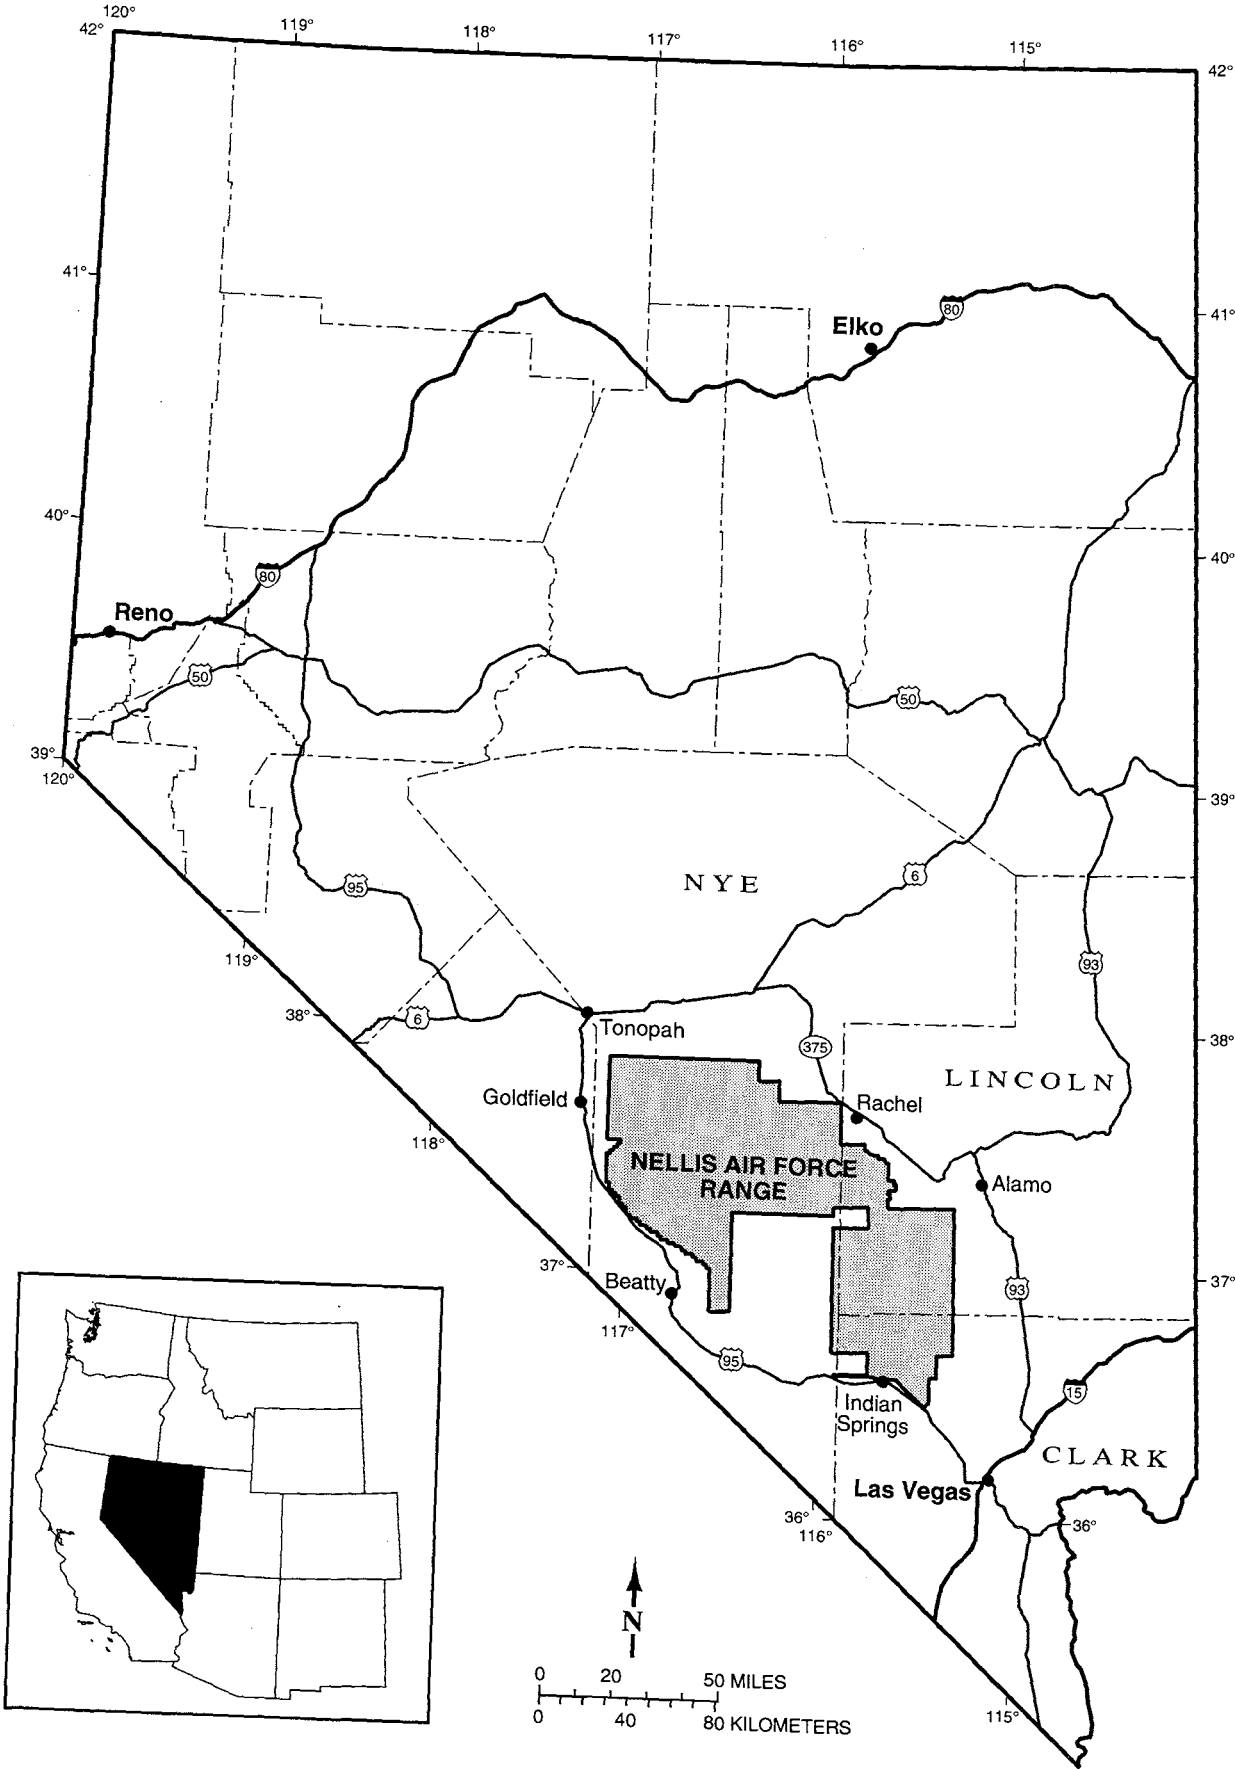 120°
119°
118°
117°
116°
115°
42°
42°
41°
41°
80
Elko
40°
40°
80
Reno
50
50
39°
120°
39°
NYE
6
95
93
119°
38°
6
Tonopah
375
38°
LINCOLN
Goldfield
Rachel
118°
NELLIS AIR FORCE
RANGE
Alamo
37°
Beatty
37°
93
117°
95
15
Indian
Springs
CLARK
Las Vegas
36°
116°
36°
N
0 20 50 MILES
0 40 80 KILOMETERS
115°